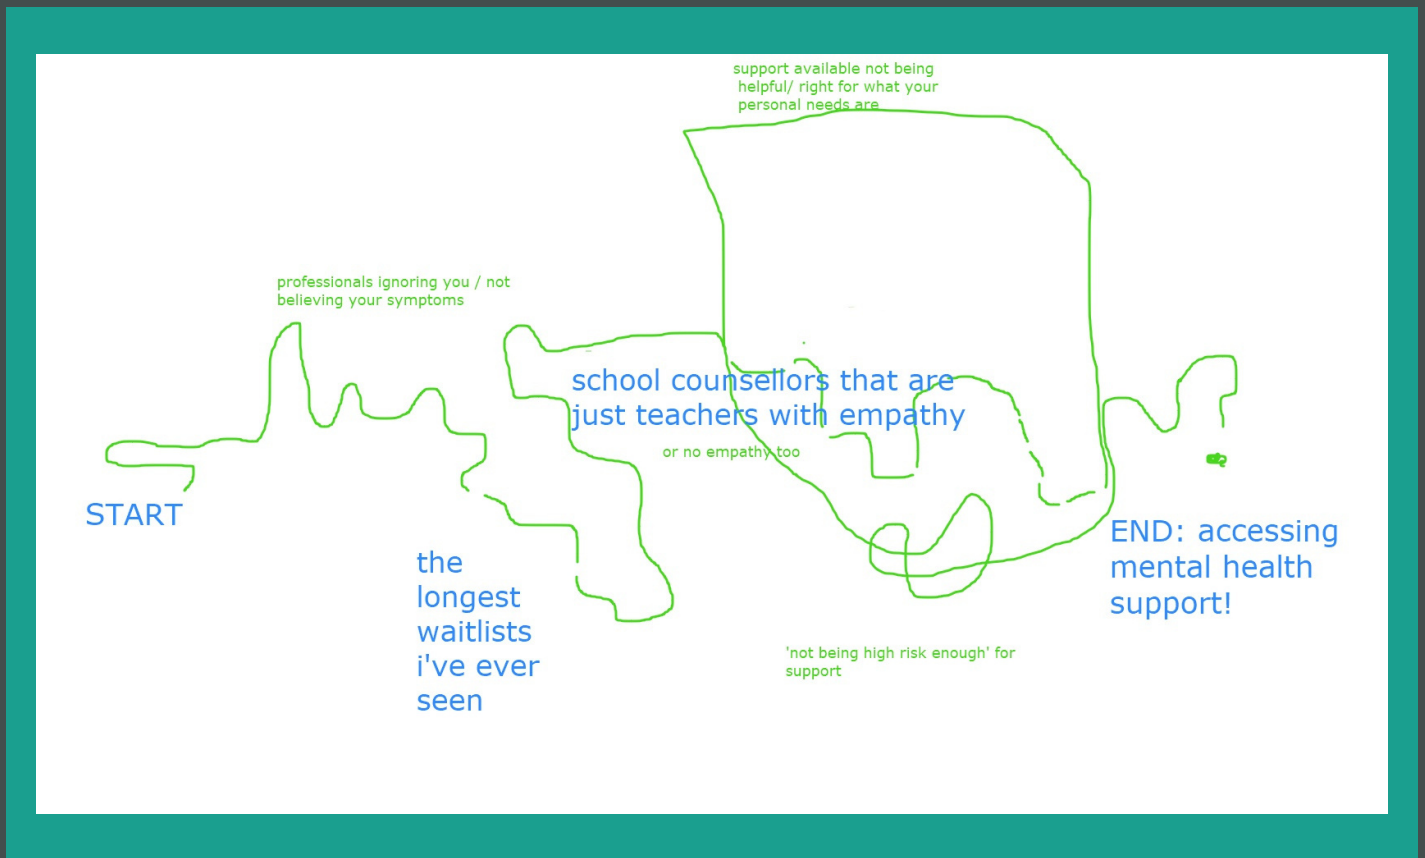 support available not being
helpful/ right for what your
personal needs are
professionals ignoring you / not
believing your symptoms
school counsellors that are
just teachers with empathy
or no empathy too
START
the
longest
waitlists
i've ever
seen
END: accessing
mental health
support!
'not being high risk enough' for
support